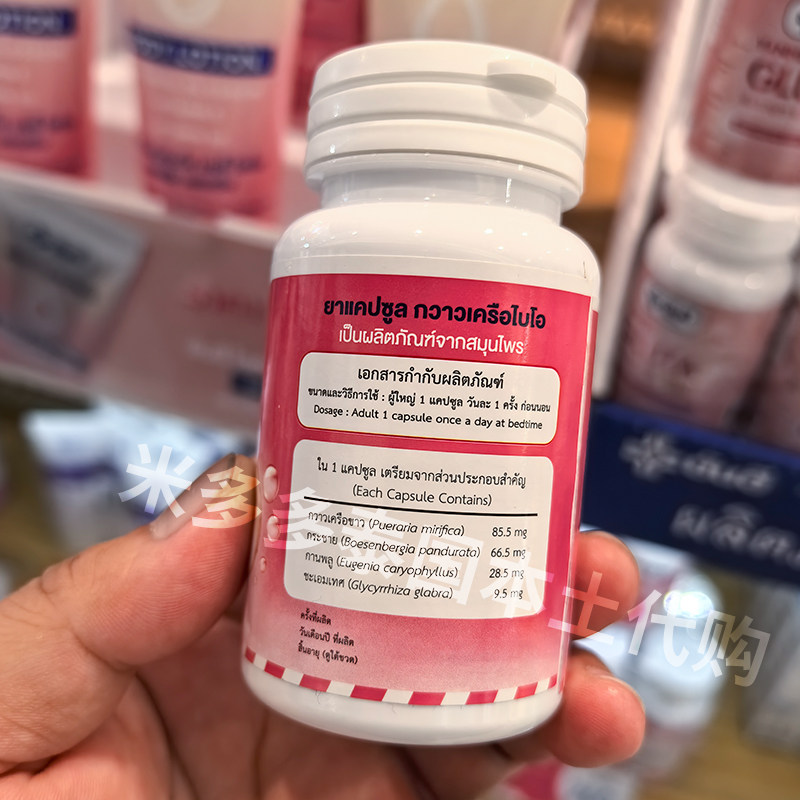 ยาแคปซูล กวาวเครือไบโอ
เป็นผลิตภัณฑ์จากสมุนไพร
เอกสารกำกับผลิตภัณฑ์
ขนาดและวิธีการใช้ : ผู้ใหญ่ 1 แคปซูล วันละ 1 ครั้ง ก่อนนอน
Dosage : Adult 1 capsule once a day at bedtime
ใน 1 แคปซูล เตรียมจากส่วนประกอบสำคัญ
(Each Capsule Contains)
กวาวเครือขาว (Pueraria mirifica) 85.5 mg
กระชาย (Boesenbergia pandurata) 66.5 mg
กานพลู (Eugenia caryophyllus) 28.5 mg
ชะเอมเทศ (Glycyrrhiza glabra) 9.5 mg
ครั้งที่ผลิต
วันเดือนปี ที่ผลิต
สิ้นอายุ (ดูใต้ขวด)
米多多泰国本土代购